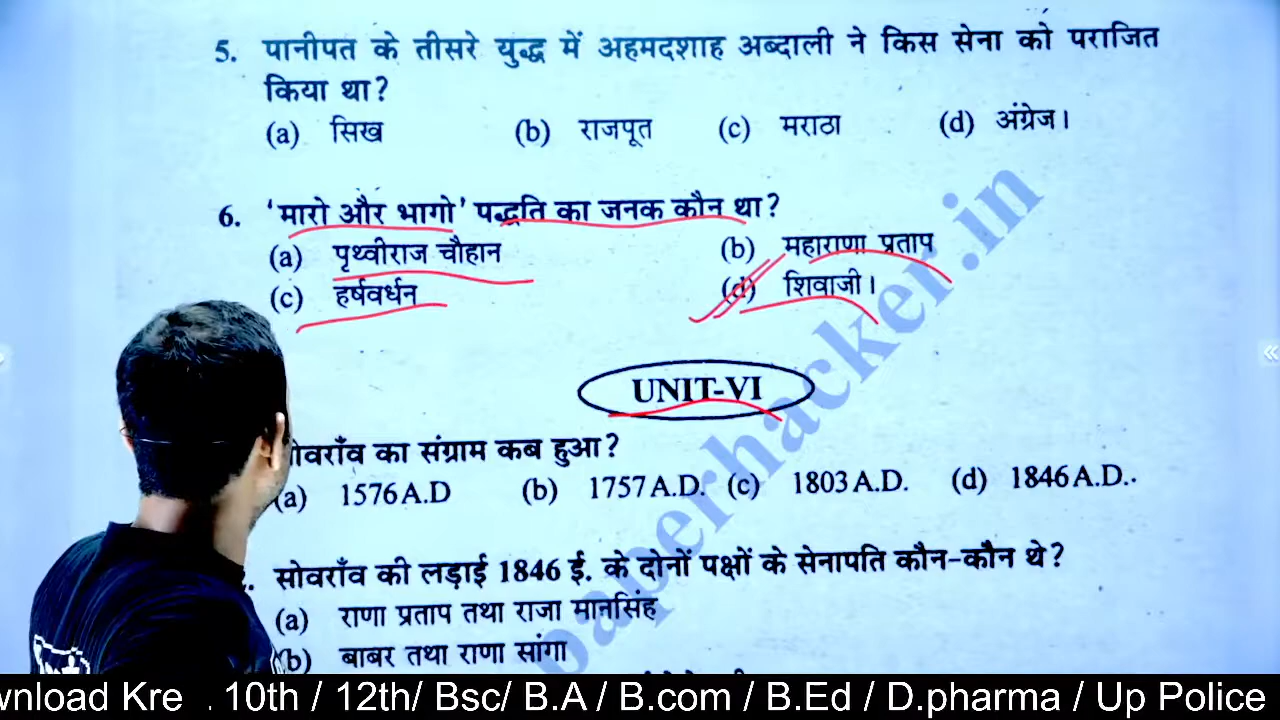 5. पानीपत के तीसरे युद्ध में अहमदशाह अब्दाली ने किस सेना को पराजित
किया था?
(a) सिख (b) राजपूत (c) मराठा (d) अंग्रेज।
6. 'मारो और भागो' पद्धति का जनक कौन था?
(a) पृथ्वीराज चौहान (b) महाराणा प्रताप
(c) हर्षवर्धन (d) शिवाजी।
UNIT-VI
का संग्राम कब हुआ?
(a) 1576 A.D (b) 1757 A.D. (c) 1803 A.D. (d) 1846 A.D..
सोवराँव की लड़ाई 1846 ई. के दोनों पक्षों के सेनापति कौन-कौन थे?
(a) राणा प्रताप तथा राजा मानसिंह
(b) बाबर तथा राणा सांगा
paperhacker.in
wnload Kre . 10th / 12th/ Bsc/ B.A / B.com / B.Ed / D.pharma / Up Police